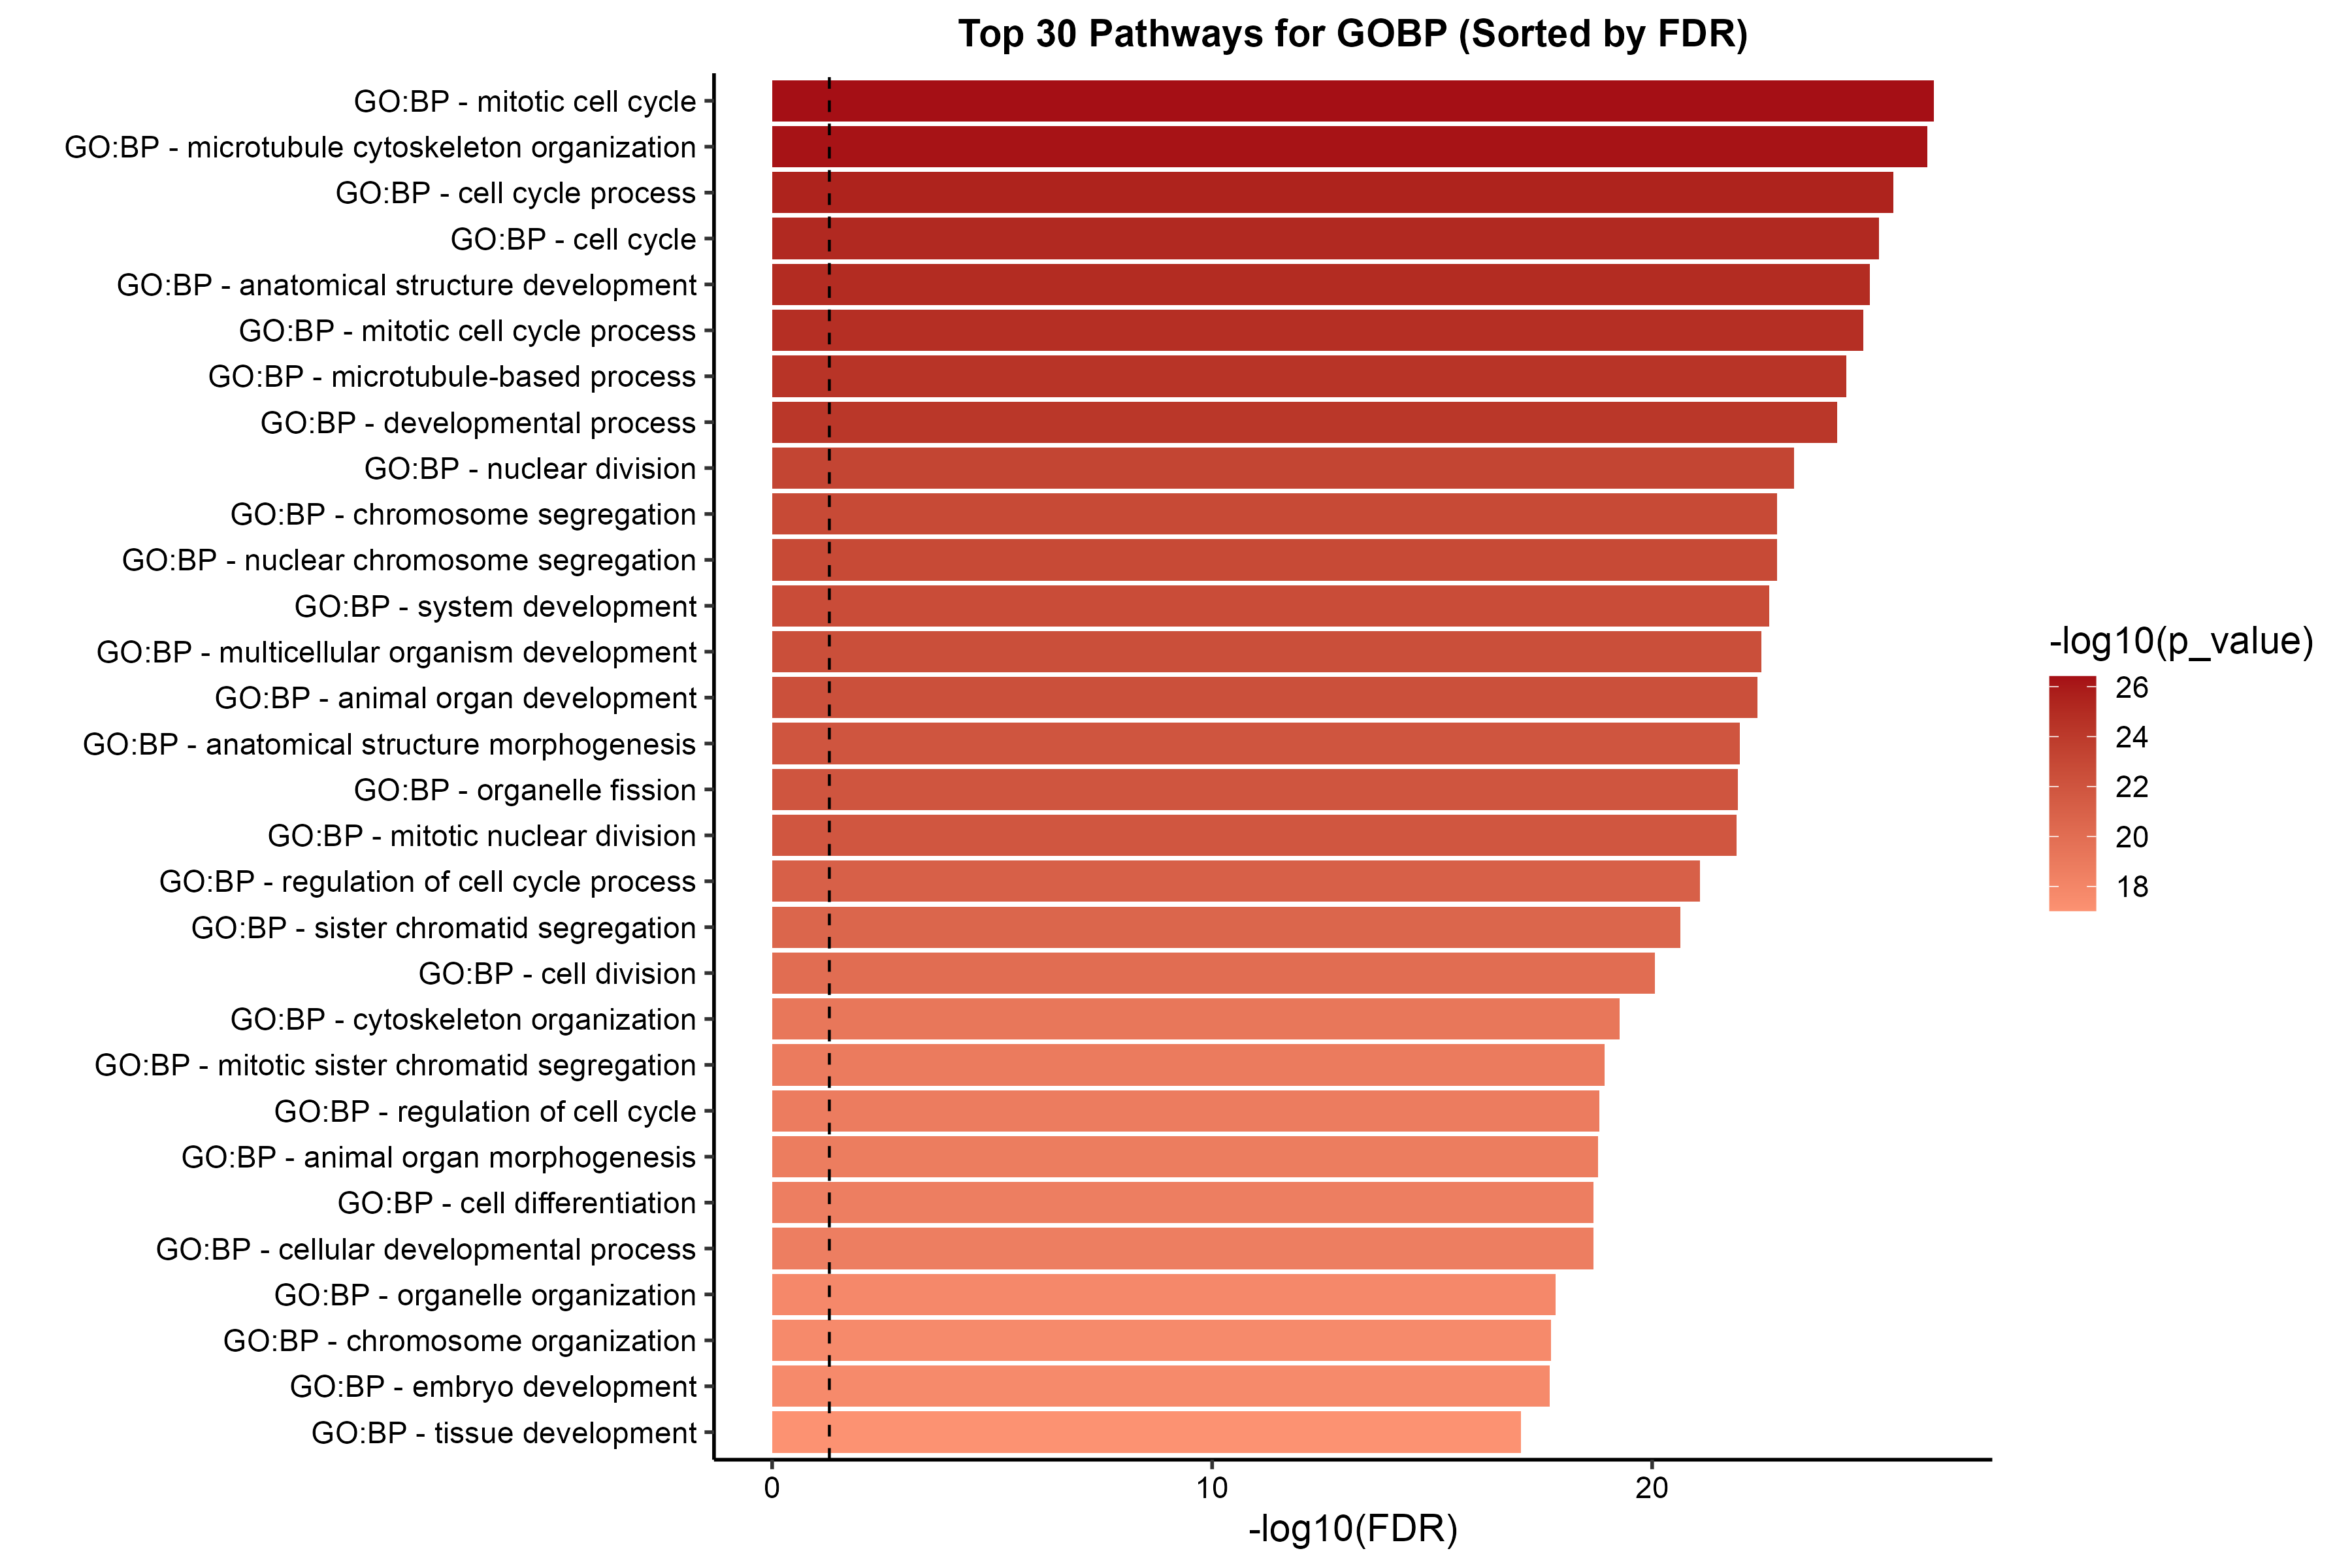 Top 30 Pathways for GOBP (Sorted by FDR)
GO:BP - mitotic cell cycle
GO:BP - microtubule cytoskeleton organization
GO:BP - cell cycle process
GO:BP - cell cycle
GO:BP - anatomical structure development
GO:BP - mitotic cell cycle process
GO:BP - microtubule-based process
GO:BP - developmental process
GO:BP - nuclear division
GO:BP - chromosome segregation
GO:BP - nuclear chromosome segregation
GO:BP - system development
GO:BP - multicellular organism development
GO:BP - animal organ development
GO:BP - anatomical structure morphogenesis
GO:BP - organelle fission
GO:BP - mitotic nuclear division
GO:BP - regulation of cell cycle process
GO:BP - sister chromatid segregation
GO:BP - cell division
GO:BP - cytoskeleton organization
GO:BP - mitotic sister chromatid segregation
GO:BP - regulation of cell cycle
GO:BP - animal organ morphogenesis
GO:BP - cell differentiation
GO:BP - cellular developmental process
GO:BP - organelle organization
GO:BP - chromosome organization
GO:BP - embryo development
GO:BP - tissue development
0 10 20
-log10(FDR)
-log10(p_value)
26
24
22
20
18